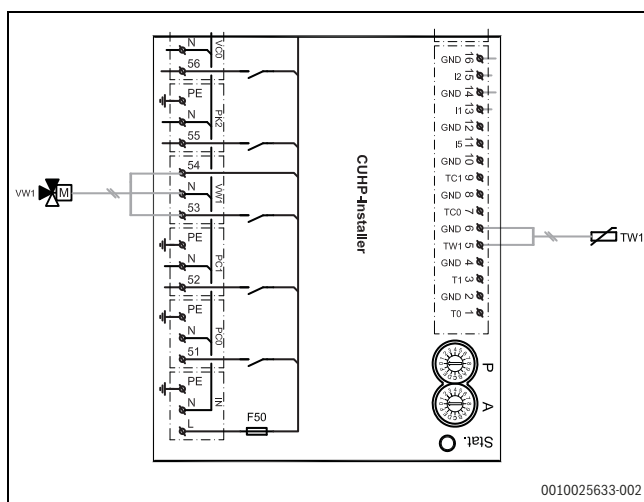 N
VC0
56
PE
N
PK2
55
54
N
VW1
53
PE
N
PC1
52
PE
N
PC0
51
PE
N
IN
L
F50
VW1
M
CUHP-Installer
GND 16
I2 15
GND 14
I1 13
GND 12
I5 11
GND 10
TC1 9
GND 8
TC0 7
GND 6
TW1 5
GND 4
T1 3
GND 2
T0 1
TW1
P
A
Stat.
0010025633-002